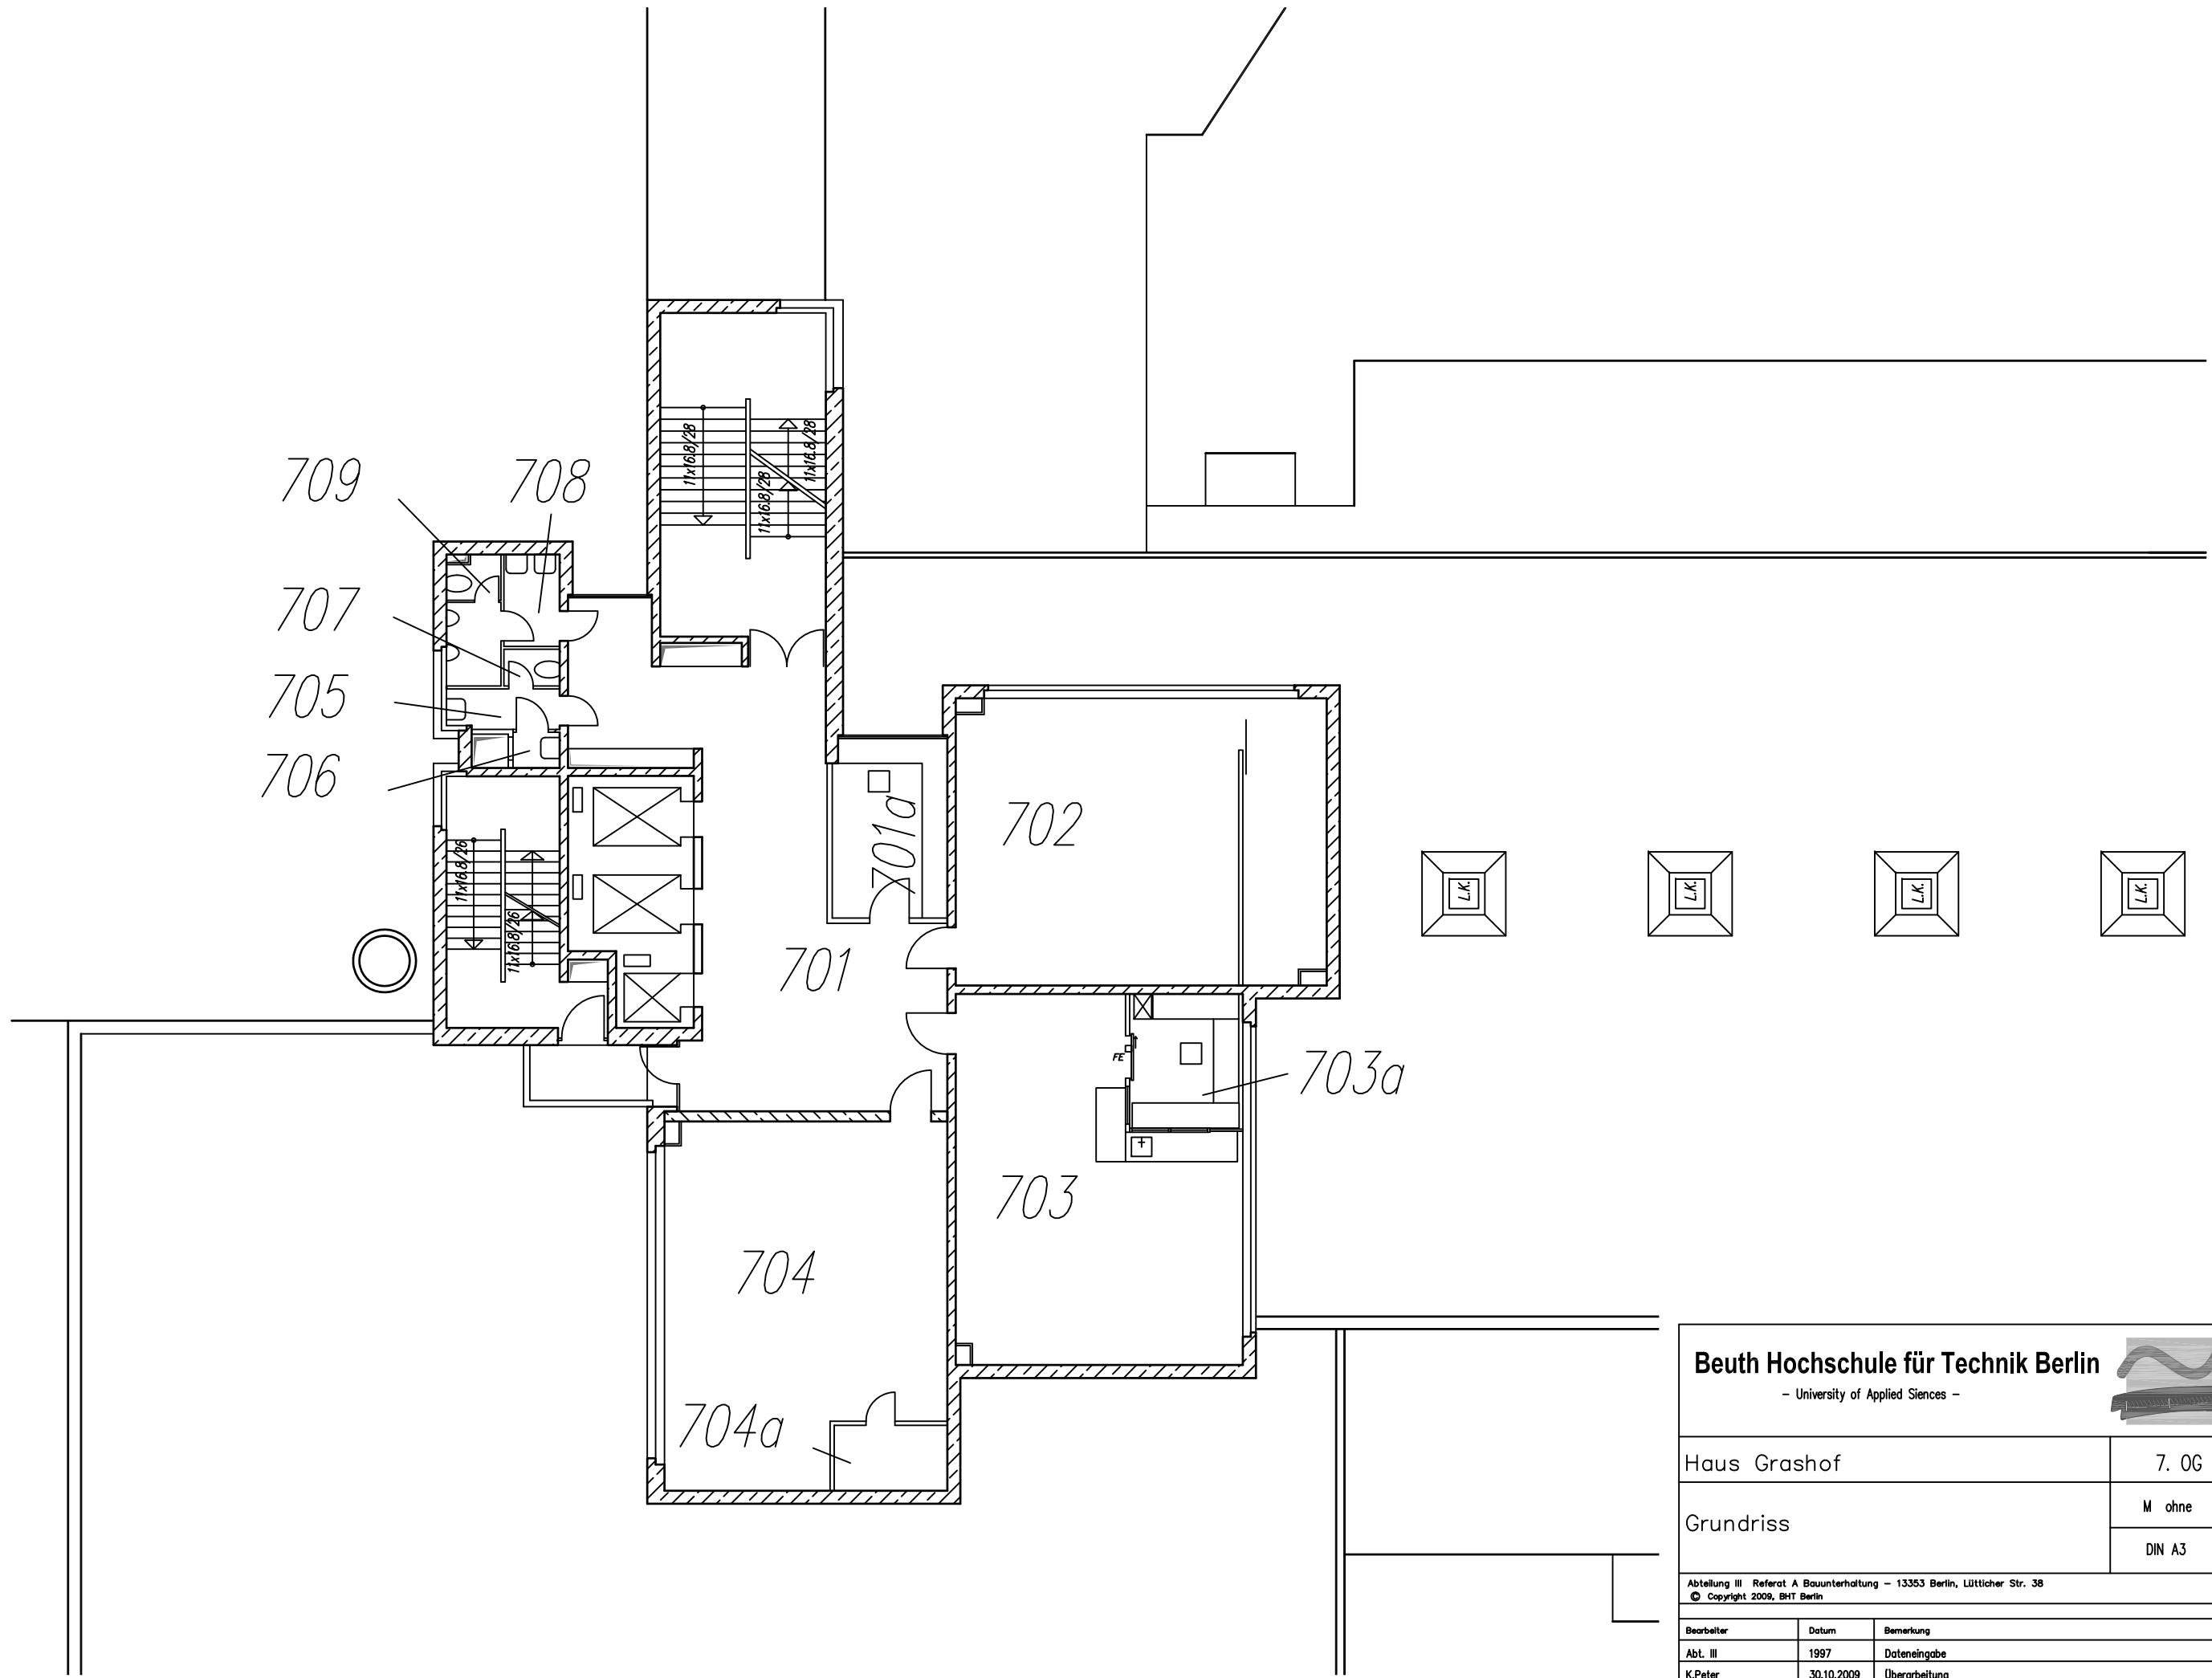 11x16.8/28
11x16.8/28
11x16.8/28
709
708
707
705
706
701a
702
11x16.8/26
11x16.8/26
701
L.K.
L.K.
L.K.
L.K.
FE
703a
703
704
704a
Beuth Hochschule für Technik Berlin
- University of Applied Siences -
Haus Grashof
7. OG
Grundriss
M ohne
DIN A3
Abteilung III Referat A Bauunterhaltung - 13353 Berlin, Lütticher Str. 38
© Copyright 2009, BHT Berlin
Bearbeiter Datum Bemerkung
Abt. III 1997 Dateneingabe
K.Peter 30.10.2009 Überarbeitung